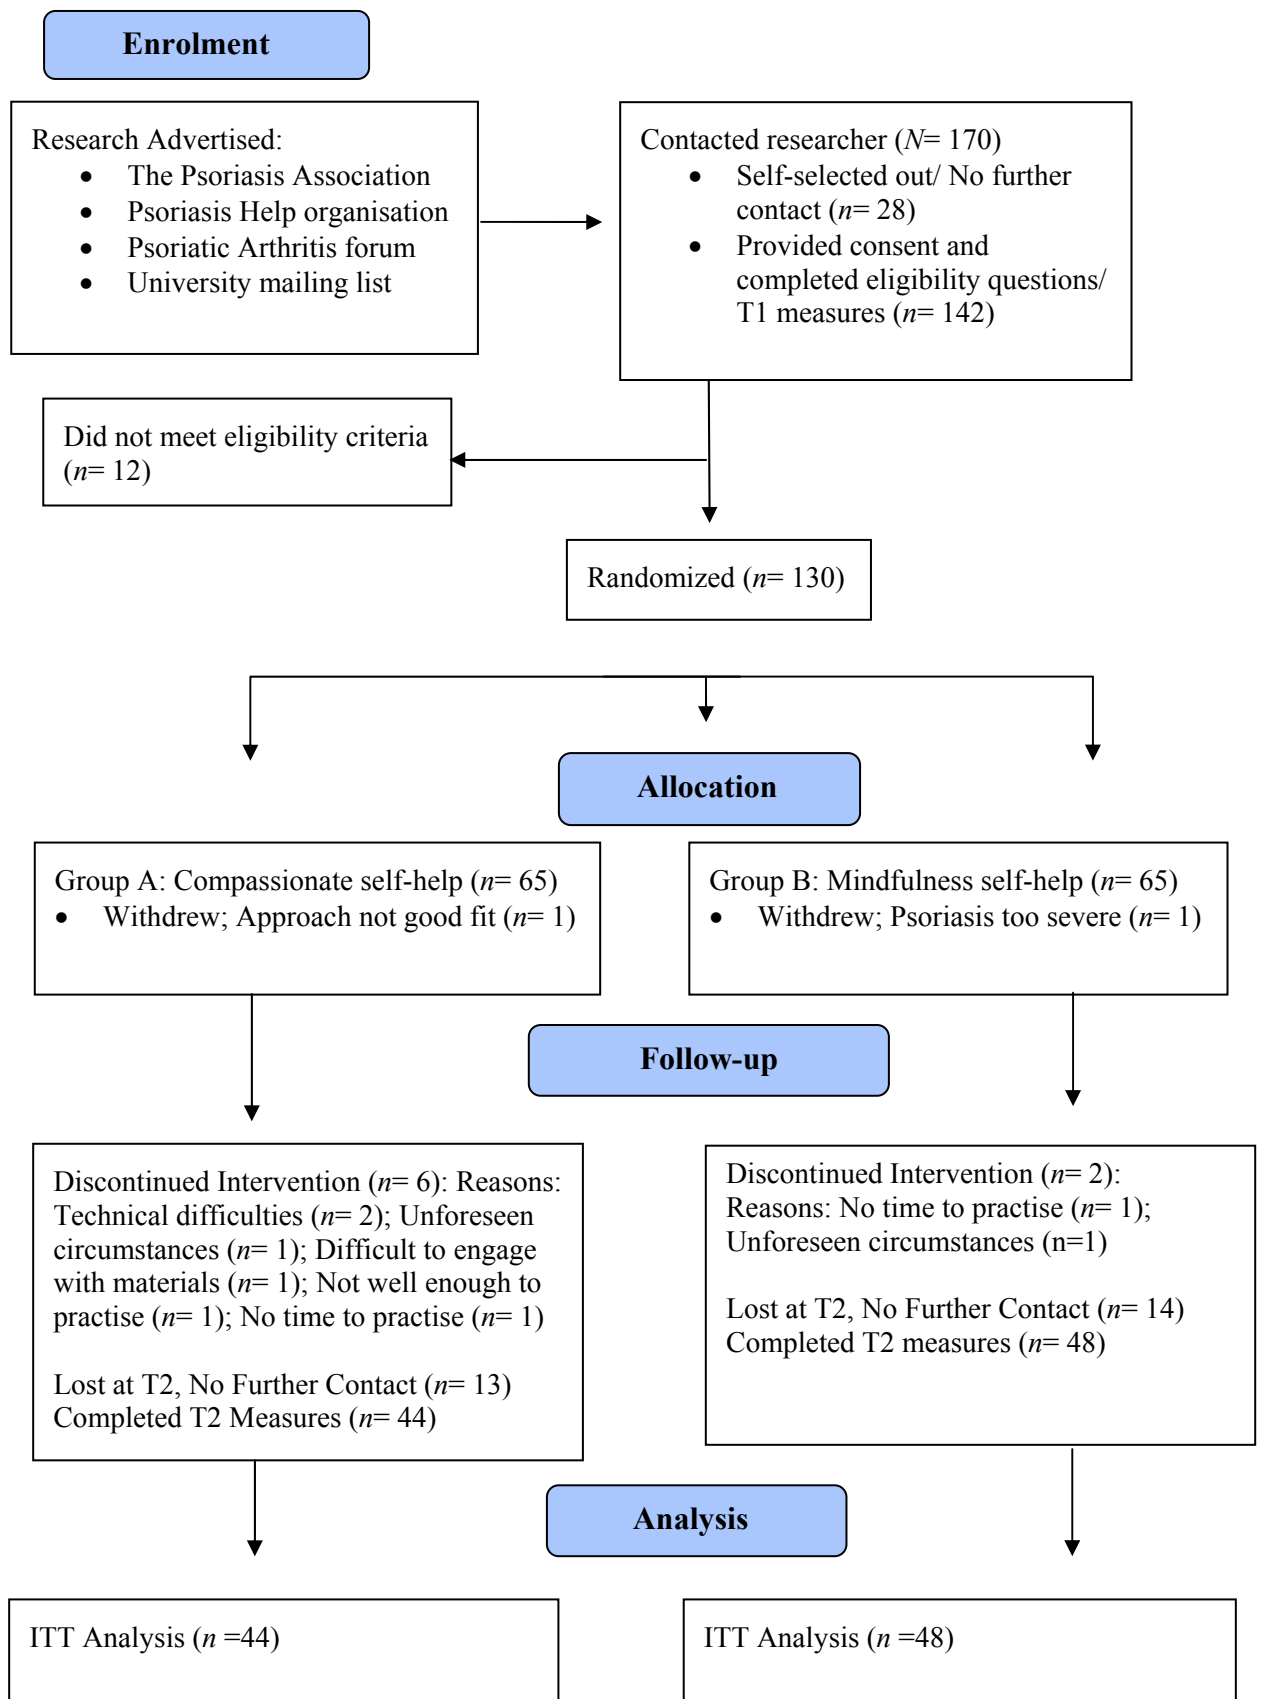 Enrolment
Research Advertised:
• The Psoriasis Association
• Psoriasis Help organisation
• Psoriatic Arthritis forum
• University mailing list
Contacted researcher (N= 170)
• Self-selected out/ No further
contact (n= 28)
• Provided consent and
completed eligibility questions/
T1 measures (n= 142)
Did not meet eligibility criteria
(n= 12)
Randomized (n= 130)
Allocation
Group A: Compassionate self-help (n= 65)
• Withdrew; Approach not good fit (n= 1)
Group B: Mindfulness self-help (n= 65)
• Withdrew; Psoriasis too severe (n= 1)
Follow-up
Discontinued Intervention (n= 6): Reasons:
Technical difficulties (n= 2); Unforeseen
circumstances (n= 1); Difficult to engage
with materials (n= 1); Not well enough to
practise (n= 1); No time to practise (n= 1)
Lost at T2, No Further Contact (n= 13)
Completed T2 Measures (n= 44)
Discontinued Intervention (n= 2):
Reasons: No time to practise (n= 1);
Unforeseen circumstances (n=1)
Lost at T2, No Further Contact (n= 14)
Completed T2 measures (n= 48)
Analysis
ITT Analysis (n =44)
ITT Analysis (n =48)